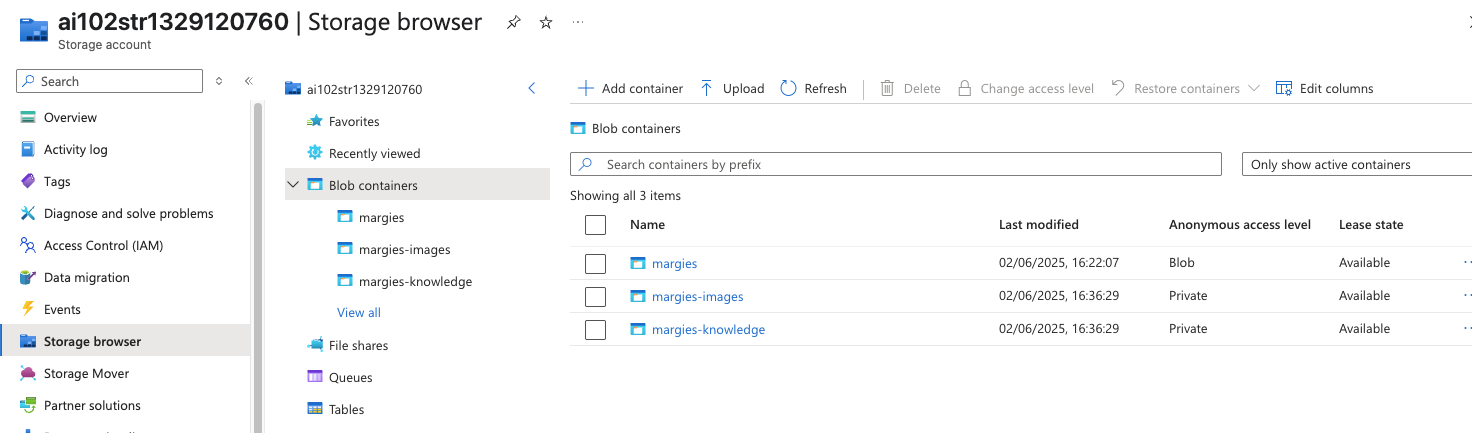 ai102str1329120760 | Storage browser
Storage account
Search
Overview
Activity log
Tags
Diagnose and solve problems
Access Control (IAM)
Data migration
Events
Storage browser
Storage Mover
Partner solutions
ai102str1329120760
Favorites
Recently viewed
Blob containers
margies
margies-images
margies-knowledge
View all
File shares
Queues
Tables
Add container Upload Refresh Delete Change access level Restore containers Edit columns
Blob containers
Search containers by prefix Only show active containers
Showing all 3 items
Name Last modified Anonymous access level Lease state
margies 02/06/2025, 16:22:07 Blob Available
margies-images 02/06/2025, 16:36:29 Private Available
margies-knowledge 02/06/2025, 16:36:29 Private Available